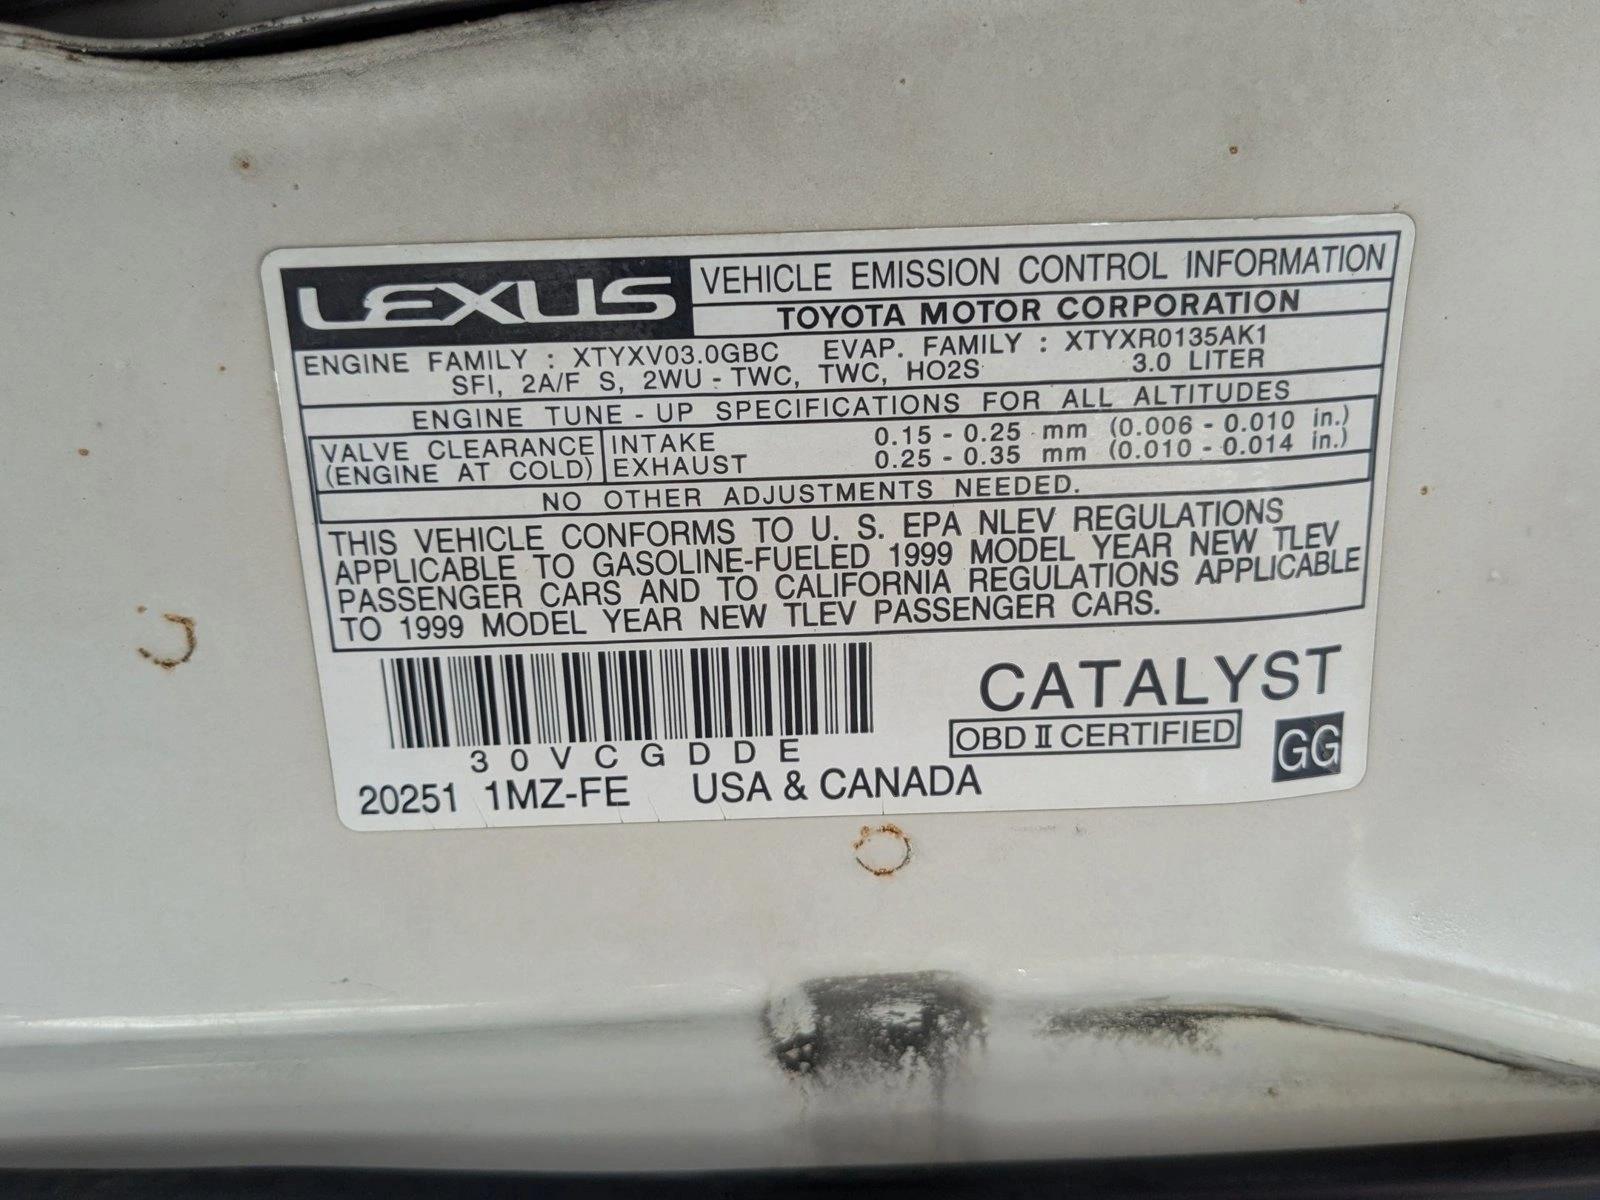 LEXUS
VEHICLE EMISSION CONTROL INFORMATION
TOYOTA MOTOR CORPORATION
ENGINE FAMILY : XTYXV03.0GBC EVAP. FAMILY : XTYXR0135AK1
SFI, 2A/F S, 2WU - TWC, TWC, HO2S 3.0 LITER
ENGINE TUNE - UP SPECIFICATIONS FOR ALL ALTITUDES
VALVE CLEARANCE INTAKE 0.15 - 0.25 mm (0.006 - 0.010 in.)
(ENGINE AT COLD) EXHAUST 0.25 - 0.35 mm (0.010 - 0.014 in.)
NO OTHER ADJUSTMENTS NEEDED.
THIS VEHICLE CONFORMS TO U. S. EPA NLEV REGULATIONS
APPLICABLE TO GASOLINE-FUELED 1999 MODEL YEAR NEW TLEV
PASSENGER CARS AND TO CALIFORNIA REGULATIONS APPLICABLE
TO 1999 MODEL YEAR NEW TLEV PASSENGER CARS.
CATALYST
OBD II CERTIFIED
GG
30VCGDDE
20251 1MZ-FE USA & CANADA